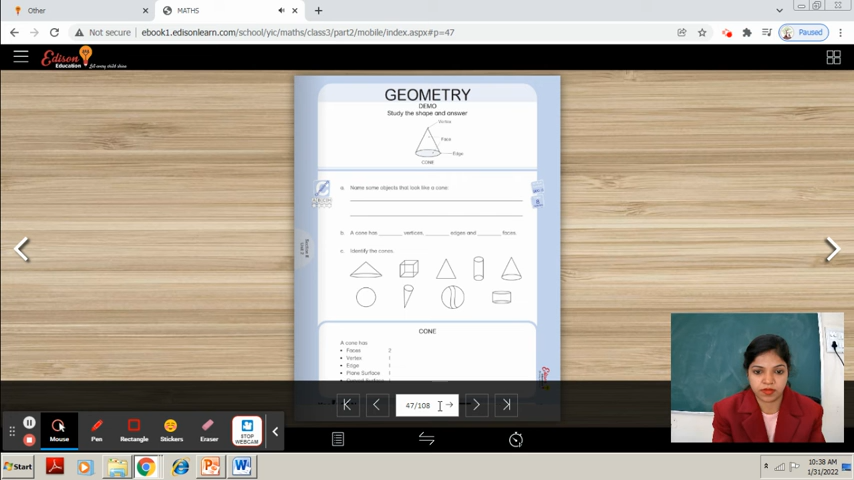 Other
MATHS
Not secure
ebook1.edisonlearn.com/school/yic/maths/class3/part2/mobile/index.aspx#p=47
Paused
Edison
Education
GEOMETRY
DEMO
Study the shape and answer
Vertex
Face
Edge
CONE
a. Name some objects that look like a cone:
b. A cone has ______ vertices, ______ edges and ______ faces.
c. Identify the cones.
CONE
A cone has
• Faces 2
• Vertex 1
• Edge 1
• Plane Surface 1
47/108
Mouse
Pen
Rectangle
Stickers
Eraser
STOP
WEBCAM
Start
10:38 AM
1/31/2022